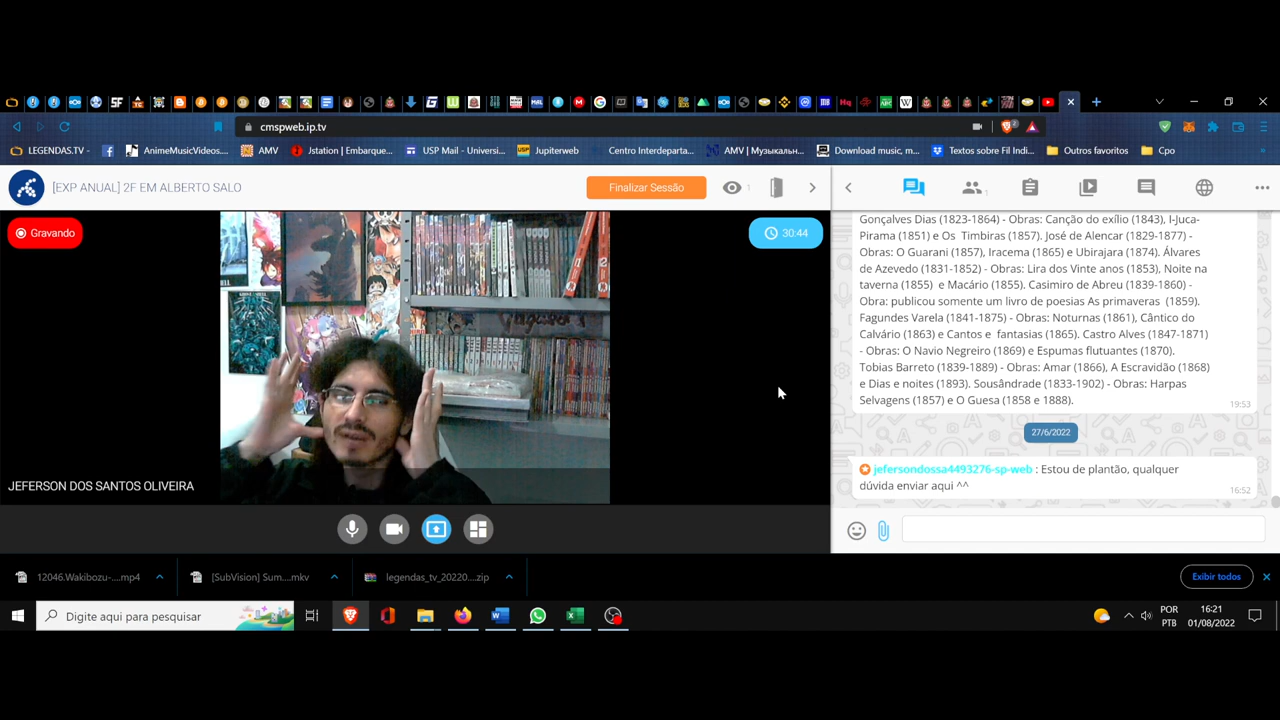 cmspweb.ip.tv
LEGENDAS.TV -
AnimeMusicVideos...
AMV
Jstation | Embarque...
USP Mail - Universi...
Jupiterweb
Centro Interdeparta...
AMV | Музыкальн...
Download music, m...
Textos sobre Fil Indi...
Outros favoritos
Cpo
[EXP ANUAL] 2F EM ALBERTO SALO
Finalizar Sessão
1
1
Gravando
30:44
JEFERSON DOS SANTOS OLIVEIRA
Gonçalves Dias (1823-1864) - Obras: Canção do exílio (1843), I-Juca-
Pirama (1851) e Os Timbiras (1857). José de Alencar (1829-1877) -
Obras: O Guarani (1857), Iracema (1865) e Ubirajara (1874). Álvares
de Azevedo (1831-1852) - Obras: Lira dos Vinte anos (1853), Noite na
taverna (1855) e Macário (1855). Casimiro de Abreu (1839-1860) -
Obra: publicou somente um livro de poesias As primaveras (1859).
Fagundes Varela (1841-1875) - Obras: Noturnas (1861), Cântico do
Calvário (1863) e Cantos e fantasias (1865). Castro Alves (1847-1871)
- Obras: O Navio Negreiro (1869) e Espumas flutuantes (1870).
Tobias Barreto (1839-1889) - Obras: Amar (1866), A Escravidão (1868)
e Dias e noites (1893). Sousândrade (1833-1902) - Obras: Harpas
Selvagens (1857) e O Guesa (1858 e 1888).
19:53
27/6/2022
jefersondossa4493276-sp-web : Estou de plantão, qualquer
dúvida enviar aqui ^^
16:52
12046.Wakibozu-....mp4
[SubVision] Sum....mkv
legendas_tv_20220....zip
Exibir todos
Digite aqui para pesquisar
POR
PTB
16:21
01/08/2022